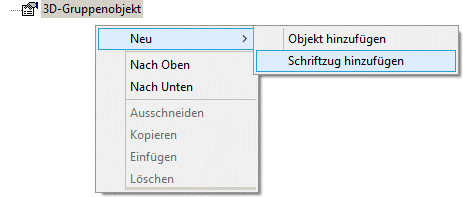 3D-Gruppenobjekt
Neu
Objekt hinzufügen
Schriftzug hinzufügen
Nach Oben
Nach Unten
Ausschneiden
Kopieren
Einfügen
Löschen